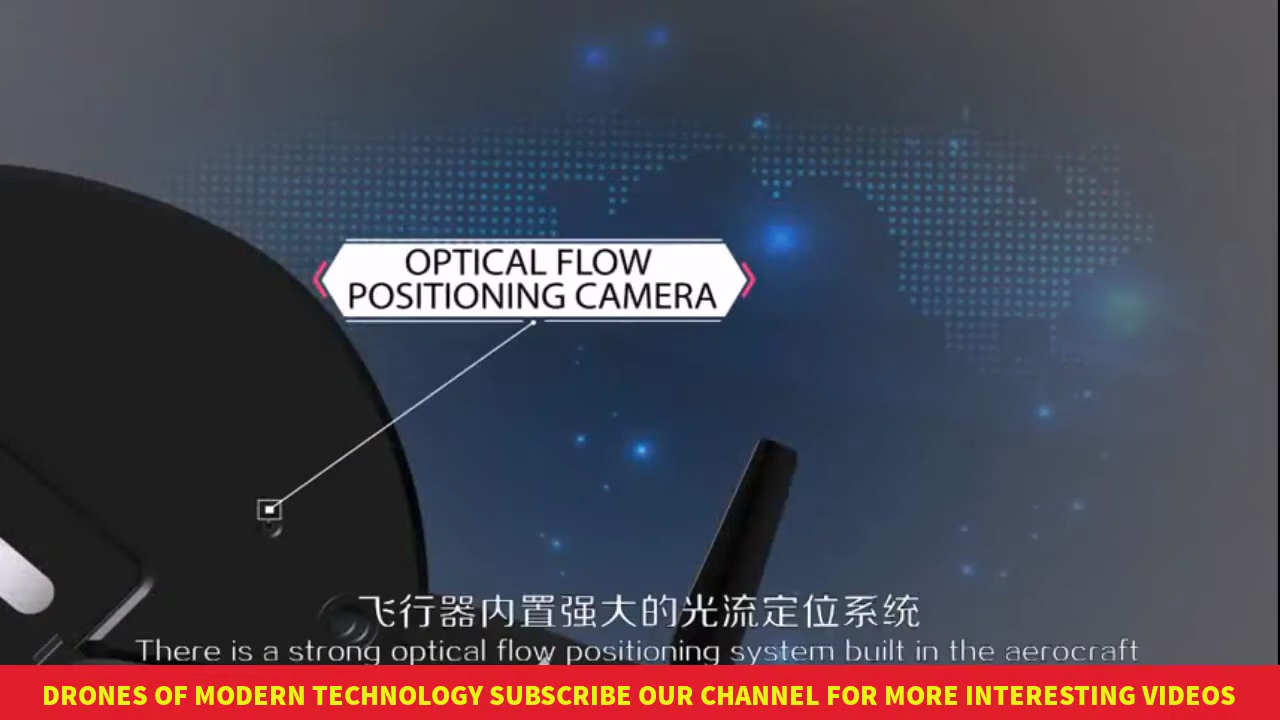 OPTICAL FLOW
POSITIONING CAMERA
飞行器内置强大的光流定位系统
There is a strong optical flow positioning system built in the aerocraft
DRONES OF MODERN TECHNOLOGY SUBSCRIBE OUR CHANNEL FOR MORE INTERESTING VIDEOS